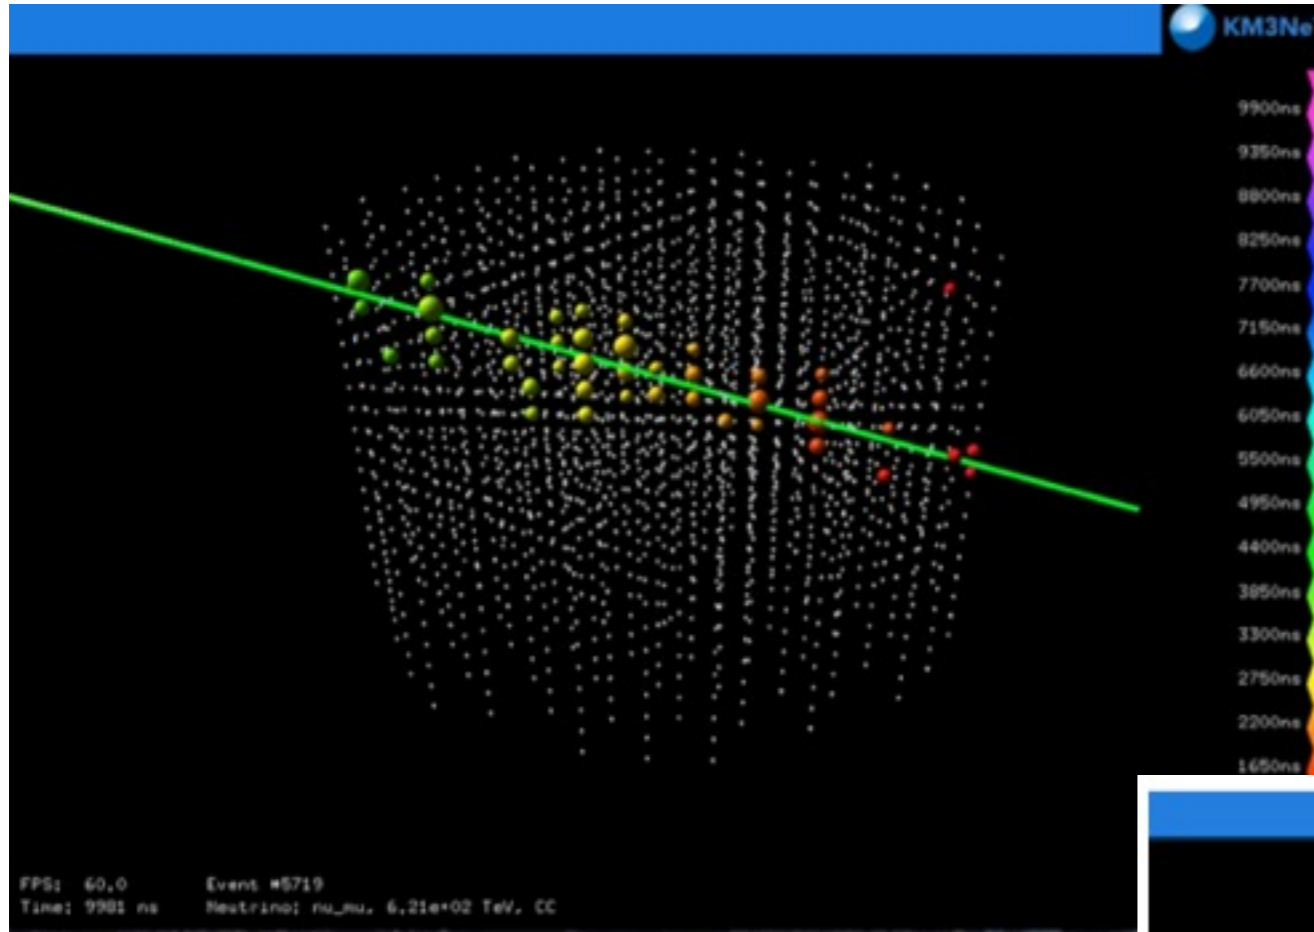 KM3Ne
9900ns
9350ns
8800ns
8250ns
7700ns
7150ns
6600ns
6050ns
5500ns
4950ns
4400ns
3850ns
3300ns
2750ns
2200ns
1650ns
FPS: 60.0 Event #5719
Time: 9981 ns Neutrino: nu_mu, 6.21e+02 TeV, CC